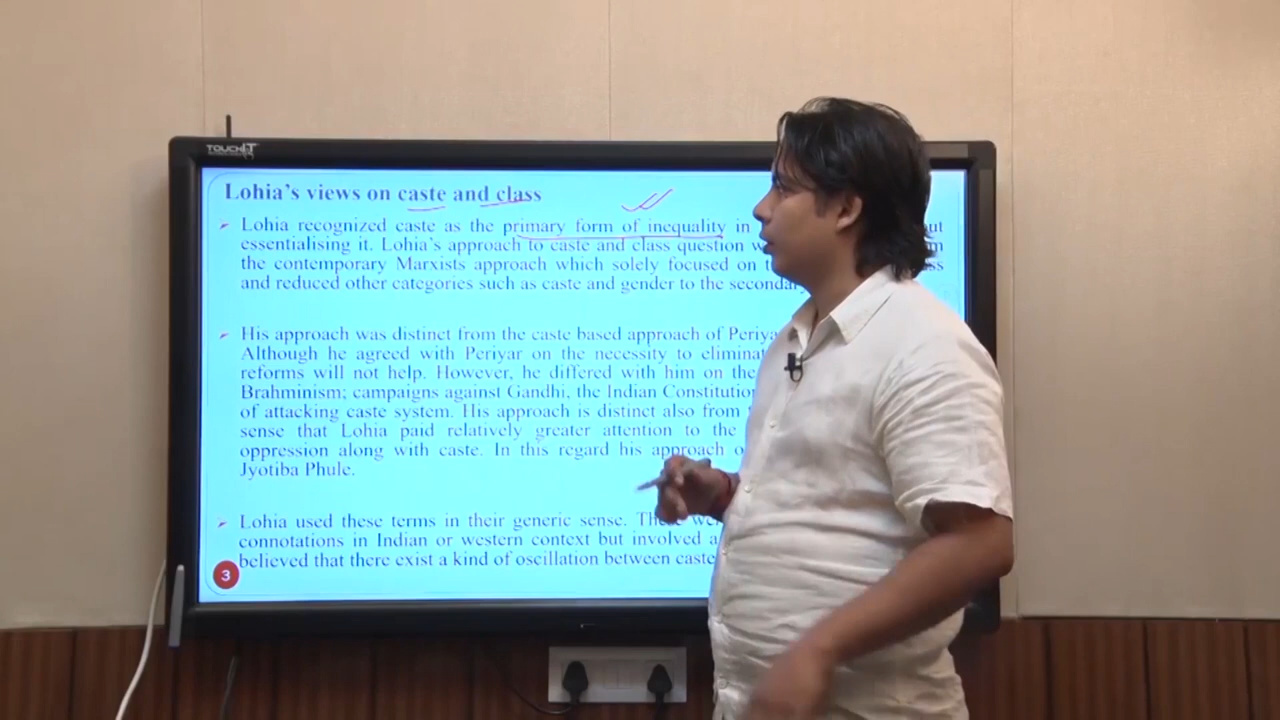 TOUCHIT
Lohia's views on caste and class
Lohia recognized caste as the primary form of inequality in
essentialising it. Lohia's approach to caste and class question
the contemporary Marxists approach which solely focused on
and reduced other categories such as caste and gender to the
His approach was distinct from the caste based approach of
Although he agreed with Periyar on the necessity to
reforms will not help. However, he differed with him on the
Brahminism; campaigns against Gandhi, the Indian
of attacking caste system. His approach is distinct also from
sense that Lohia paid relatively greater attention to the
oppression along with caste. In this regard his approach
Jyotiba Phule.
Lohia used these terms in their generic sense.
connotations in Indian or western context but involved a
believed that there exist a kind of oscillation between caste
3